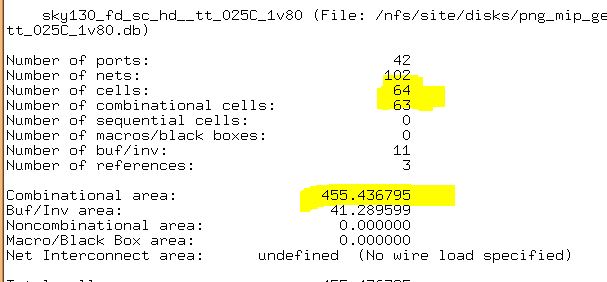 sky130_fd_sc_hd__tt_025C_1v80 (File: /nfs/site/disks/png_mip_ge
tt_025C_1v80.db)
Number of ports: 42
Number of nets: 102
Number of cells: 64
Number of combinational cells: 63
Number of sequential cells: 0
Number of macros/black boxes: 0
Number of buf/inv: 11
Number of references: 3
Combinational area: 455.436795
Buf/Inv area: 41.289599
Noncombinational area: 0.000000
Macro/Black Box area: 0.000000
Net Interconnect area: undefined (No wire load specified)